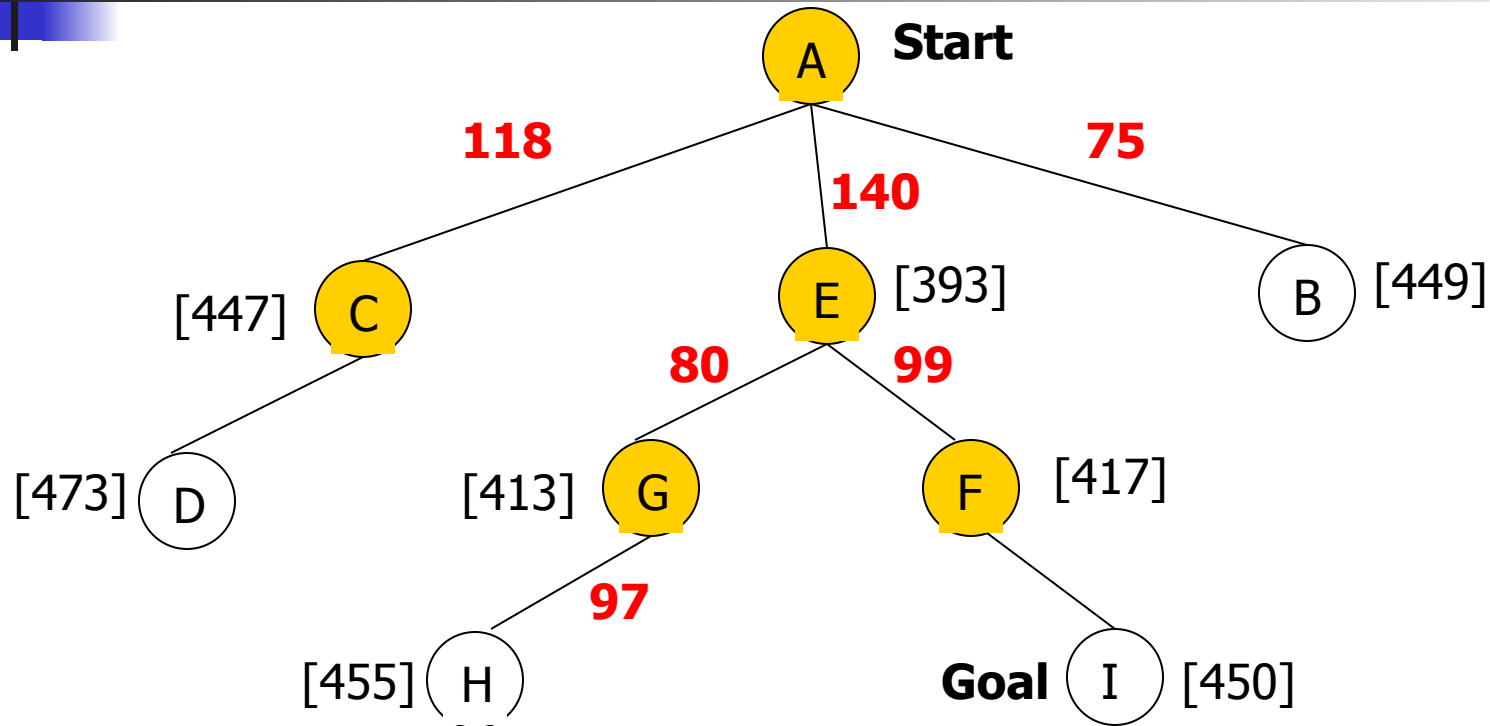 A Start
118
75
140
[447] C
E [393]
B [449]
80
99
[473] D
[413] G
F [417]
97
[455] H
Goal I [450]